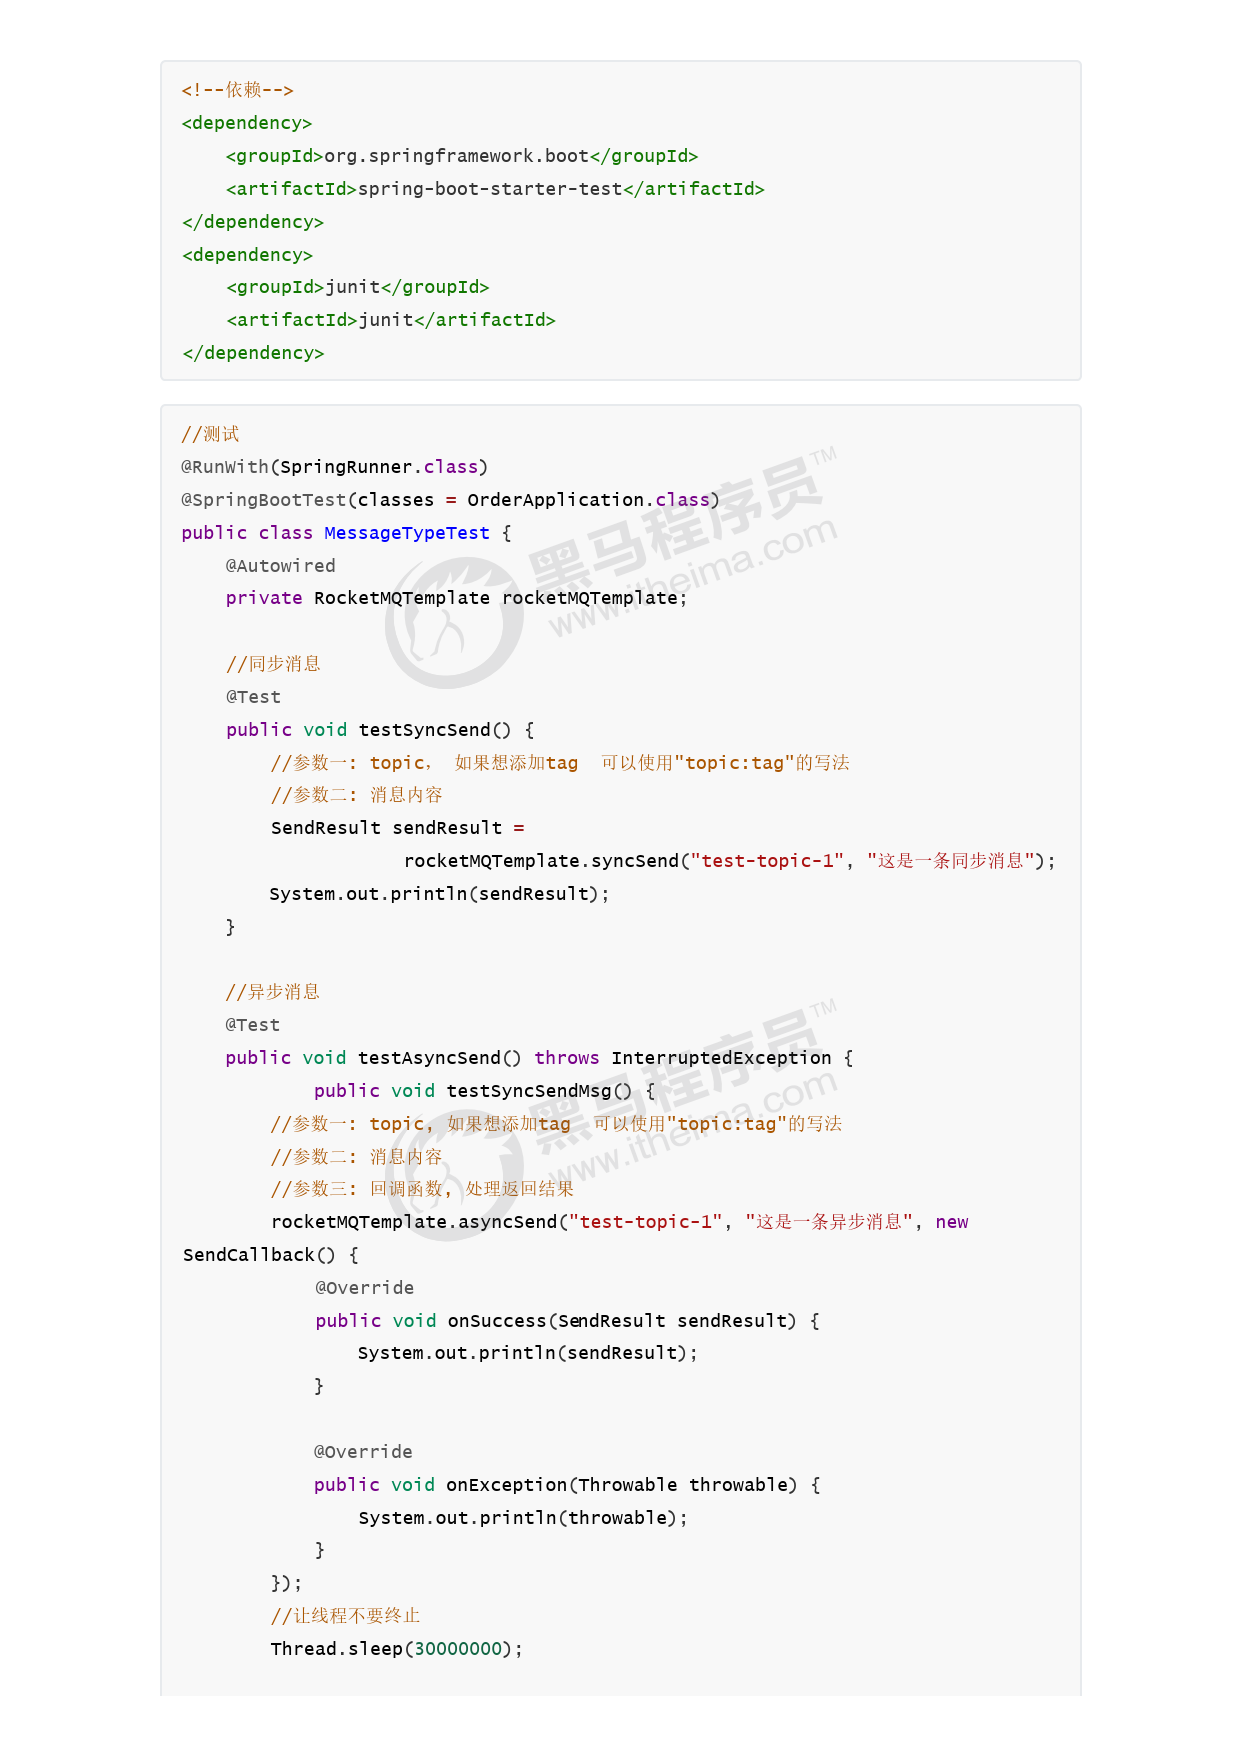 <!--依赖-->
<dependency>
    <groupId>org.springframework.boot</groupId>
    <artifactId>spring-boot-starter-test</artifactId>
</dependency>
<dependency>
    <groupId>junit</groupId>
    <artifactId>junit</artifactId>
</dependency>
//测试
@RunWith(SpringRunner.class)
@SpringBootTest(classes = OrderApplication.class)
public class MessageTypeTest {
    @Autowired
    private RocketMQTemplate rocketMQTemplate;
    //同步消息
    @Test
    public void testSyncSend() {
        //参数一: topic， 如果想添加tag  可以使用"topic:tag"的写法
        //参数二: 消息内容
        SendResult sendResult =
                    rocketMQTemplate.syncSend("test-topic-1", "这是一条同步消息");
        System.out.println(sendResult);
    }
    //异步消息
    @Test
    public void testAsyncSend() throws InterruptedException {
            public void testSyncSendMsg() {
        //参数一: topic, 如果想添加tag  可以使用"topic:tag"的写法
        //参数二: 消息内容
        //参数三: 回调函数, 处理返回结果
        rocketMQTemplate.asyncSend("test-topic-1", "这是一条异步消息", new
SendCallback() {
            @Override
            public void onSuccess(SendResult sendResult) {
                System.out.println(sendResult);
            }
            @Override
            public void onException(Throwable throwable) {
                System.out.println(throwable);
            }
        });
        //让线程不要终止
        Thread.sleep(30000000);
黑马程序员™
www.itheima.com
黑马程序员™
www.itheima.com